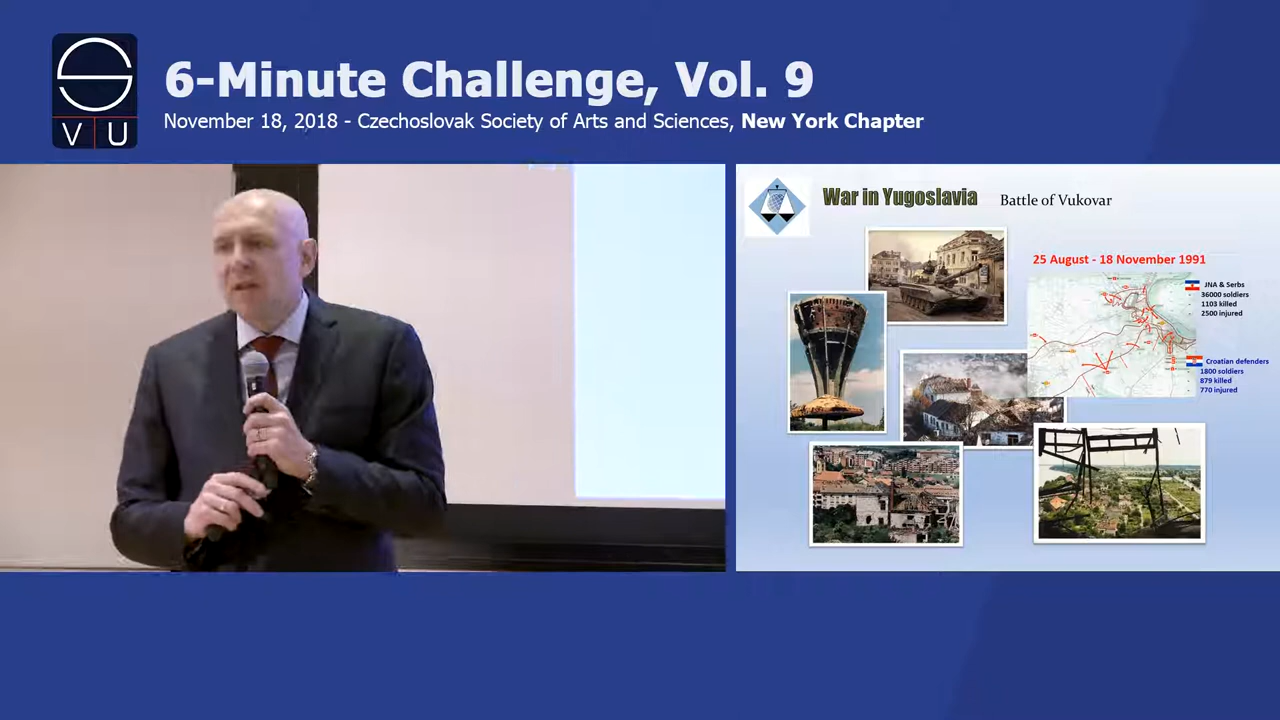 S
V U
6-Minute Challenge, Vol. 9
November 18, 2018 - Czechoslovak Society of Arts and Sciences, New York Chapter
War in Yugoslavia
Battle of Vukovar
25 August - 18 November 1991
JNA & Serbs
- 36000 soldiers
- 1103 killed
- 2500 injured
Croatian defenders
- 1800 soldiers
- 879 killed
- 770 injured